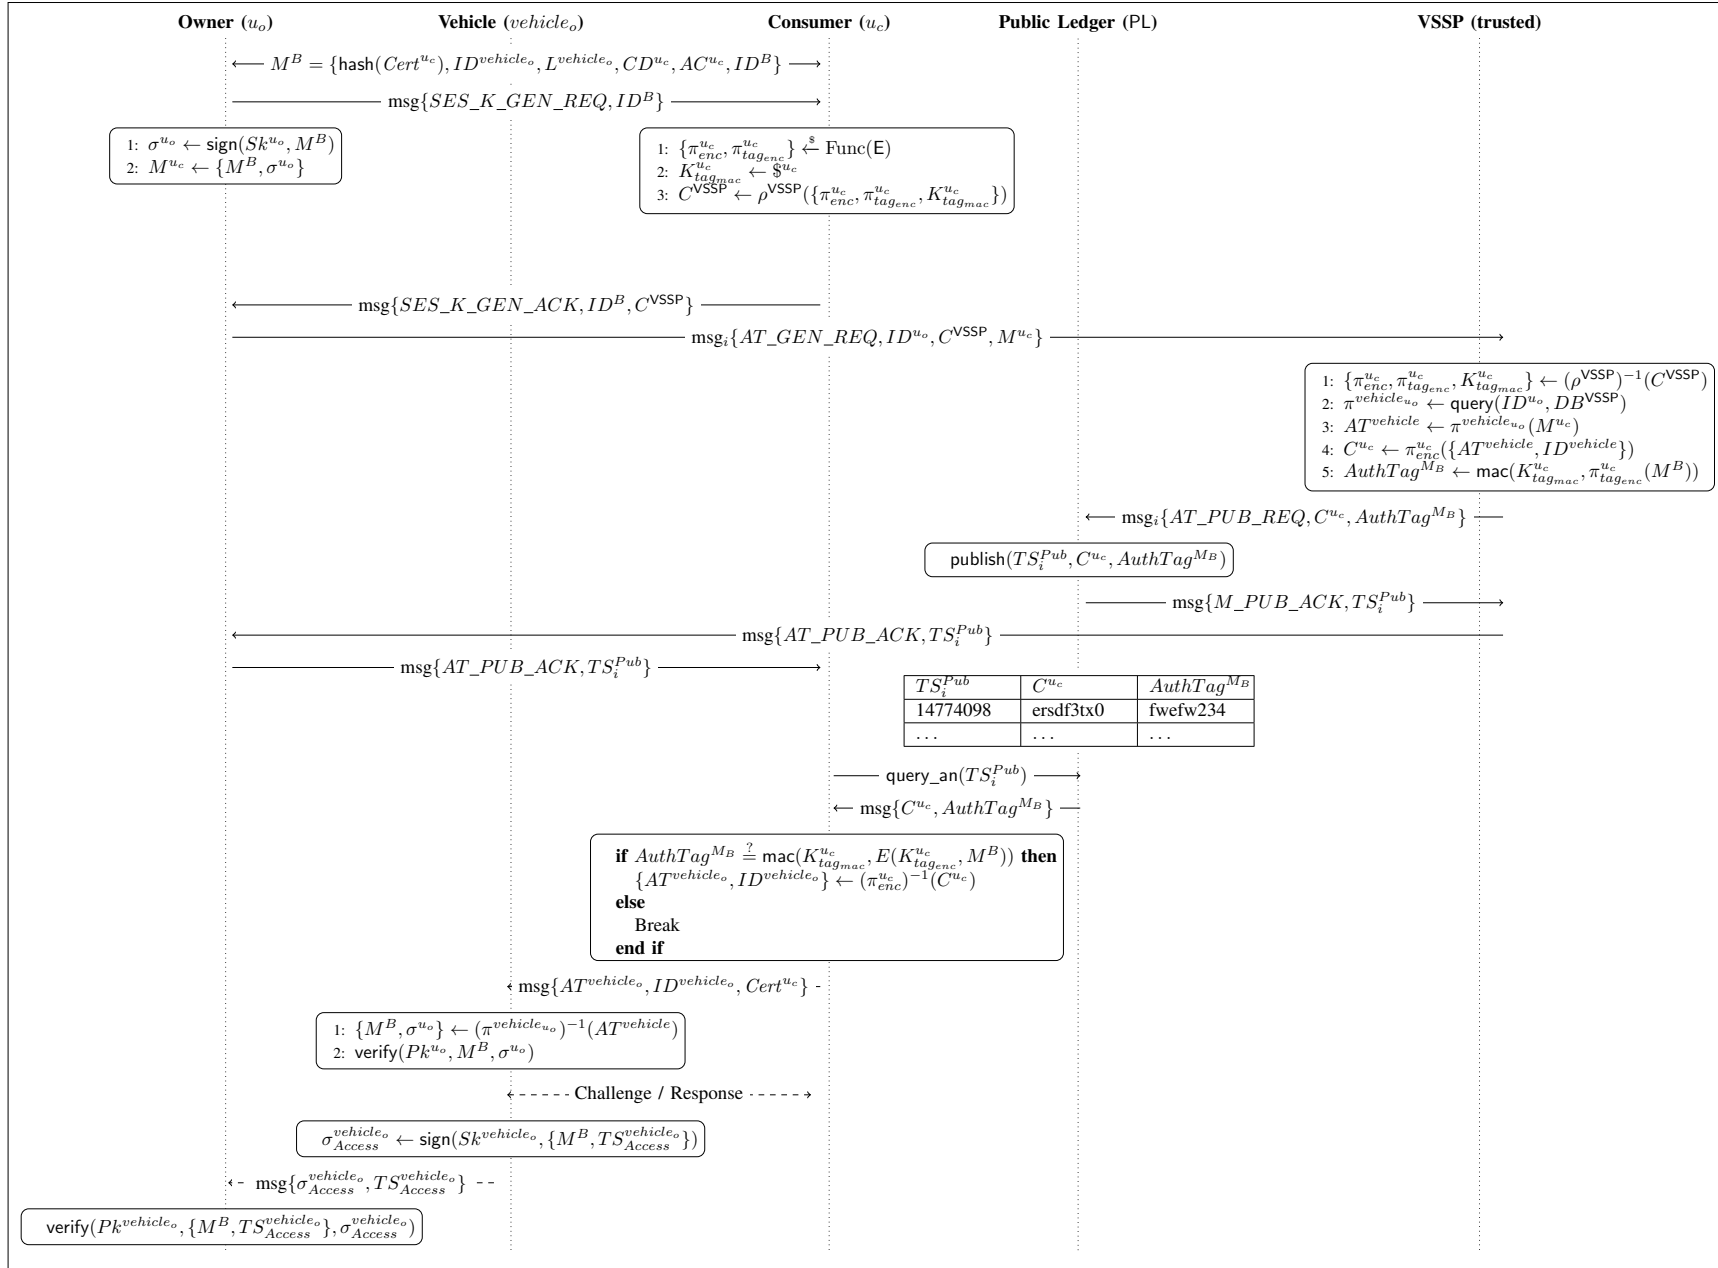 Owner (u_o) Vehicle (vehicle_o) Consumer (u_c) Public Ledger (PL) VSSP (trusted)
M^B = {hash(Cert^{u_c}), ID^{vehicle_o}, L^{vehicle_o}, CD^{u_c}, AC^{u_c}, ID^B}
msg{SES_K_GEN_REQ, ID^B}
1: σ^{u_o} ← sign(Sk^{u_o}, M^B)
2: M^{u_c} ← {M^B, σ^{u_o}}
1: {π^{u_c}_{enc}, π^{u_c}_{tag_{enc}}} ←^$ Func(E)
2: K^{u_c}_{tag_{mac}} ← $^{u_c}
3: C^{VSSP} ← ρ^{VSSP}({π^{u_c}_{enc}, π^{u_c}_{tag_{enc}}, K^{u_c}_{tag_{mac}}})
msg{SES_K_GEN_ACK, ID^B, C^{VSSP}}
msg_i{AT_GEN_REQ, ID^{u_o}, C^{VSSP}, M^{u_c}}
1: {π^{u_c}_{enc}, π^{u_c}_{tag_{enc}}, K^{u_c}_{tag_{mac}}} ← (ρ^{VSSP})^{-1}(C^{VSSP})
2: π^{vehicle_{u_o}} ← query(ID^{u_o}, DB^{VSSP})
3: AT^{vehicle} ← π^{vehicle_{u_o}}(M^{u_c})
4: C^{u_c} ← π^{u_c}_{enc}({AT^{vehicle}, ID^{vehicle}})
5: AuthTag^{M_B} ← mac(K^{u_c}_{tag_{mac}}, π^{u_c}_{tag_{enc}}(M^B))
msg_i{AT_PUB_REQ, C^{u_c}, AuthTag^{M_B}}
publish(TS^{Pub}_i, C^{u_c}, AuthTag^{M_B})
msg{M_PUB_ACK, TS^{Pub}_i}
msg{AT_PUB_ACK, TS^{Pub}_i}
msg{AT_PUB_ACK, TS^{Pub}_i}
TS^{Pub}_i C^{u_c} AuthTag^{M_B}
14774098 ersdf3tx0 fwefw234
... ... ...
query_an(TS^{Pub}_i)
msg{C^{u_c}, AuthTag^{M_B}}
if AuthTag^{M_B} =^? mac(K^{u_c}_{tag_{mac}}, E(K^{u_c}_{tag_{enc}}, M^B)) then
{AT^{vehicle_o}, ID^{vehicle_o}} ← (π^{u_c}_{enc})^{-1}(C^{u_c})
else
Break
end if
msg{AT^{vehicle_o}, ID^{vehicle_o}, Cert^{u_c}}
1: {M^B, σ^{u_o}} ← (π^{vehicle_{u_o}})^{-1}(AT^{vehicle})
2: verify(Pk^{u_o}, M^B, σ^{u_o})
Challenge / Response
σ^{vehicle_o}_{Access} ← sign(Sk^{vehicle_o}, {M^B, TS^{vehicle_o}_{Access}})
msg{σ^{vehicle_o}_{Access}, TS^{vehicle_o}_{Access}}
verify(Pk^{vehicle_o}, {M^B, TS^{vehicle_o}_{Access}}, σ^{vehicle_o}_{Access})